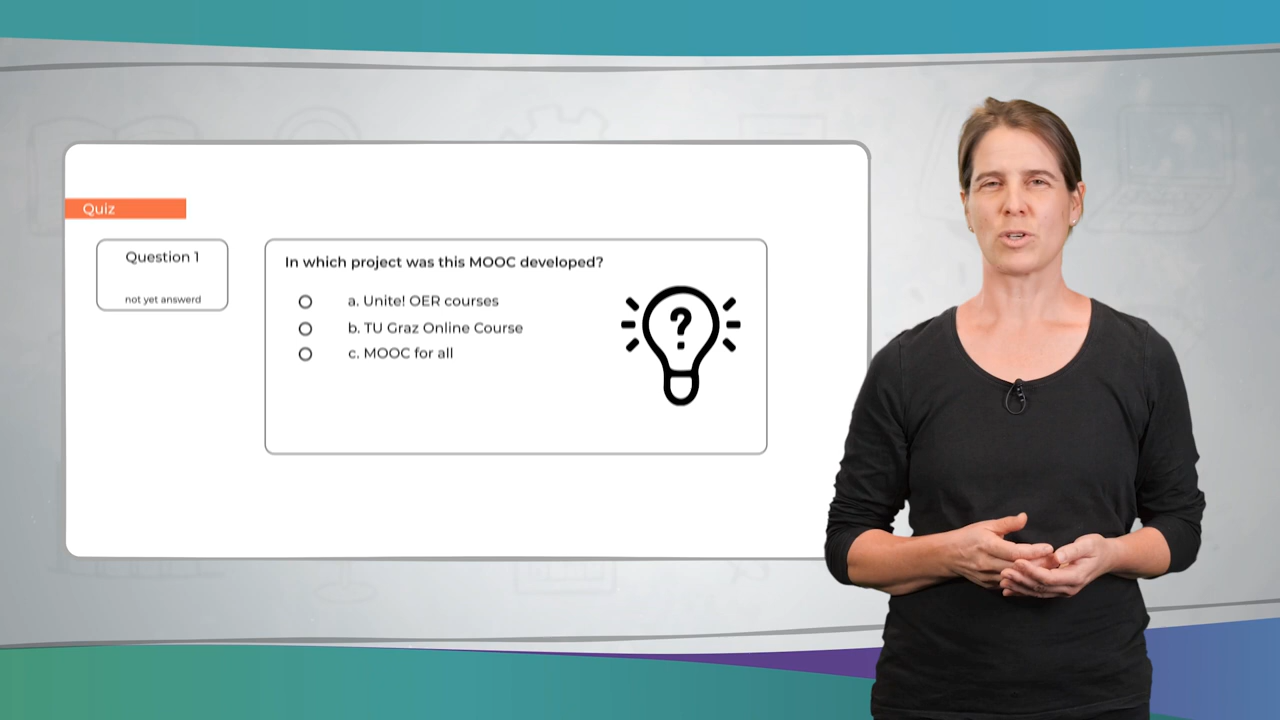 Quiz
Question 1
not yet answerd
In which project was this MOOC developed?
a. Unite! OER courses
b. TU Graz Online Course
c. MOOC for all
?